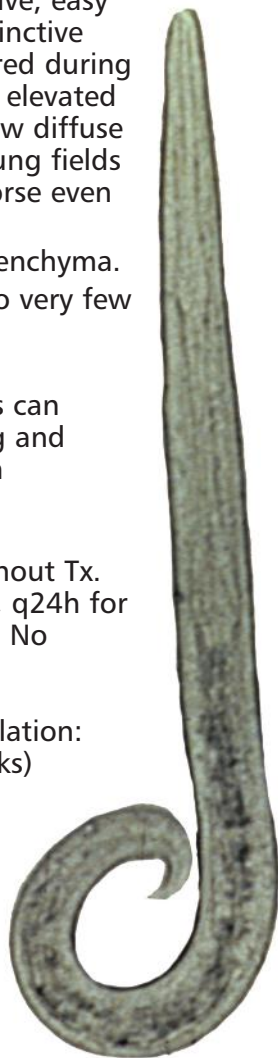 ve, easy
inctive
red during
elevated
w diffuse
ung fields
orse even
enchyma.
o very few
s can
g and
hout Tx.
q24h for
No
lation:
ks)